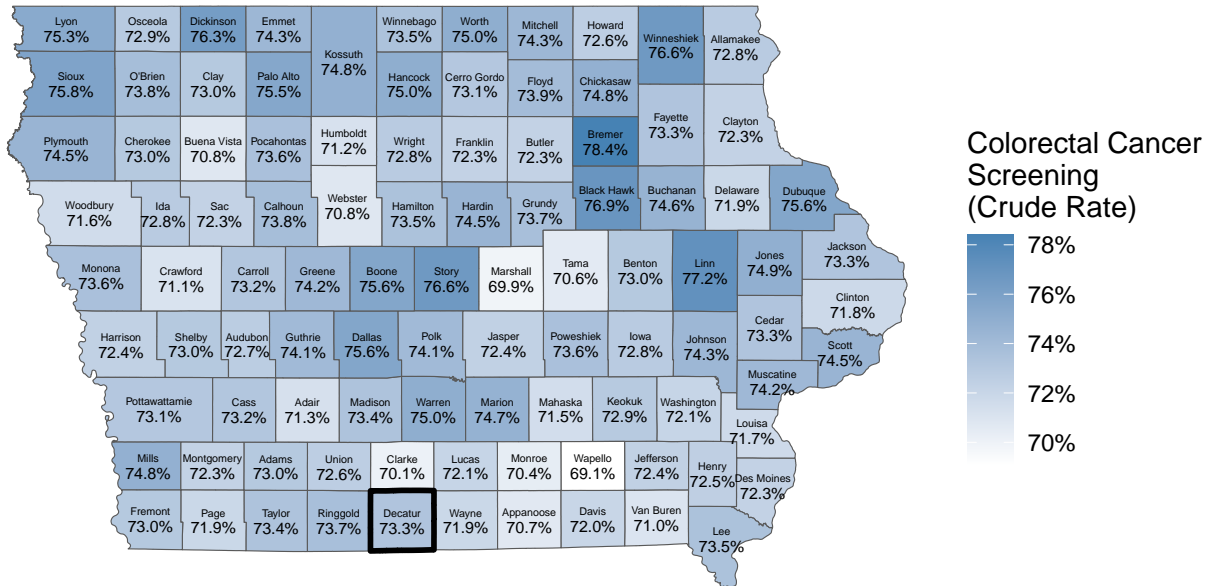 Lyon
75.3%
Osceola
72.9%
Dickinson
76.3%
Emmet
74.3%
Kossuth
74.8%
Winnebago
73.5%
Worth
75.0%
Mitchell
74.3%
Howard
72.6%
Winneshiek
76.6%
Allamakee
72.8%
Sioux
75.8%
O'Brien
73.8%
Clay
73.0%
Palo Alto
75.5%
Hancock
75.0%
Cerro Gordo
73.1%
Floyd
73.9%
Chickasaw
74.8%
Fayette
73.3%
Clayton
72.3%
Plymouth
74.5%
Cherokee
73.0%
Buena Vista
70.8%
Pocahontas
73.6%
Humboldt
71.2%
Wright
72.8%
Franklin
72.3%
Butler
72.3%
Bremer
78.4%
Woodbury
71.6%
Ida
72.8%
Sac
72.3%
Calhoun
73.8%
Webster
70.8%
Hamilton
73.5%
Hardin
74.5%
Grundy
73.7%
Black Hawk
76.9%
Buchanan
74.6%
Delaware
71.9%
Dubuque
75.6%
Monona
73.6%
Crawford
71.1%
Carroll
73.2%
Greene
74.2%
Boone
75.6%
Story
76.6%
Marshall
69.9%
Tama
70.6%
Benton
73.0%
Linn
77.2%
Jones
74.9%
Jackson
73.3%
Clinton
71.8%
Harrison
72.4%
Shelby
73.0%
Audubon
72.7%
Guthrie
74.1%
Dallas
75.6%
Polk
74.1%
Jasper
72.4%
Poweshiek
73.6%
Iowa
72.8%
Johnson
74.3%
Cedar
73.3%
Scott
74.5%
Muscatine
74.2%
Pottawattamie
73.1%
Cass
73.2%
Adair
71.3%
Madison
73.4%
Warren
75.0%
Marion
74.7%
Mahaska
71.5%
Keokuk
72.9%
Washington
72.1%
Louisa
71.7%
Mills
74.8%
Montgomery
72.3%
Adams
73.0%
Union
72.6%
Clarke
70.1%
Lucas
72.1%
Monroe
70.4%
Wapello
69.1%
Jefferson
72.4%
Henry
72.5%
Des Moines
72.3%
Fremont
73.0%
Page
71.9%
Taylor
73.4%
Ringgold
73.7%
Decatur
73.3%
Wayne
71.9%
Appanoose
70.7%
Davis
72.0%
Van Buren
71.0%
Lee
73.5%
Colorectal Cancer
Screening
(Crude Rate)
78%
76%
74%
72%
70%